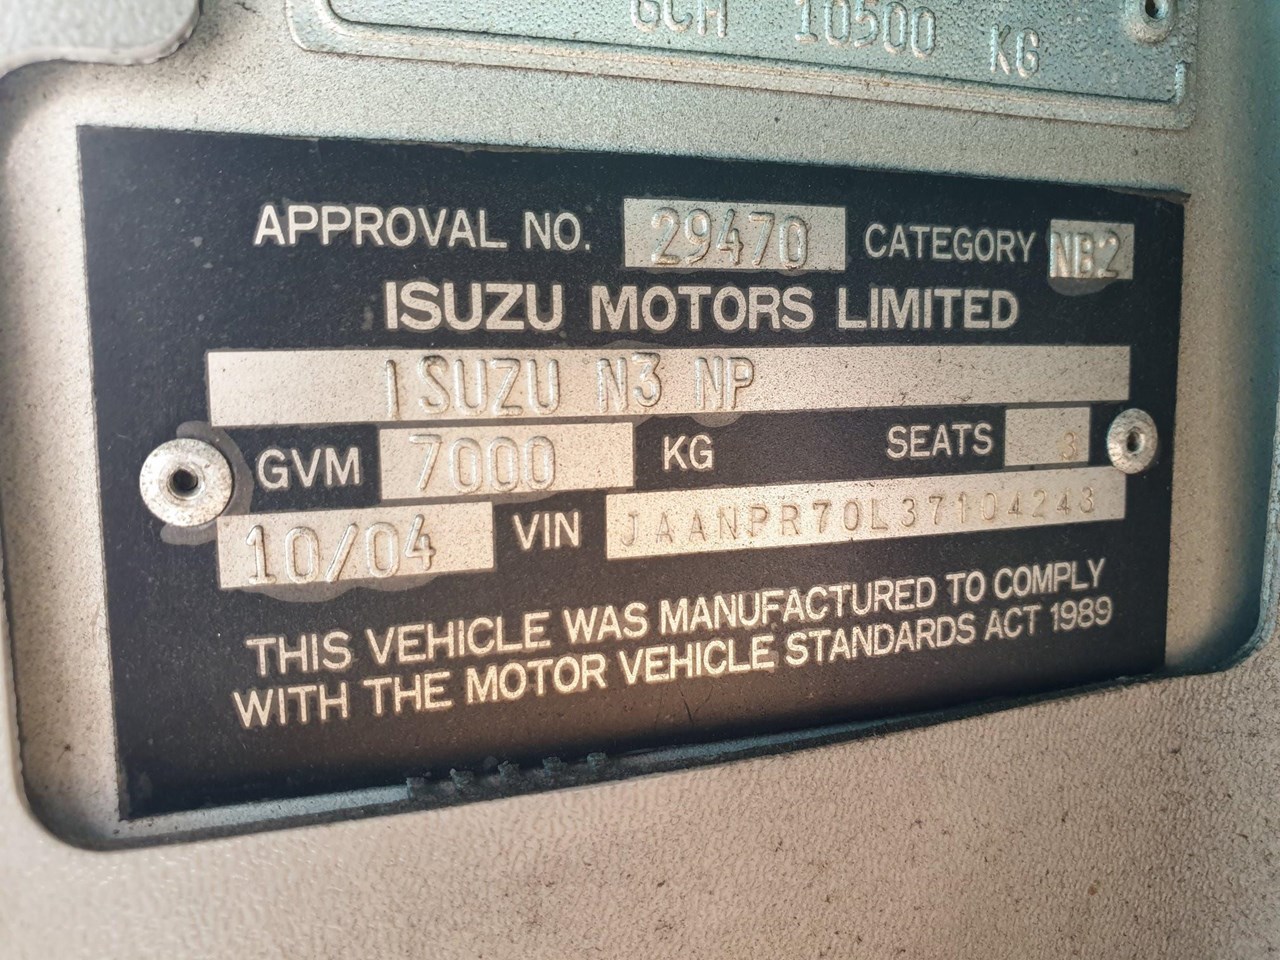 GCM 10500 KG
APPROVAL NO. 29470 CATEGORY NB2
ISUZU MOTORS LIMITED
ISUZU N3 NP
GVM 7000 KG SEATS 3
10/04 VIN JAANPR70L37104243
THIS VEHICLE WAS MANUFACTURED TO COMPLY
WITH THE MOTOR VEHICLE STANDARDS ACT 1989